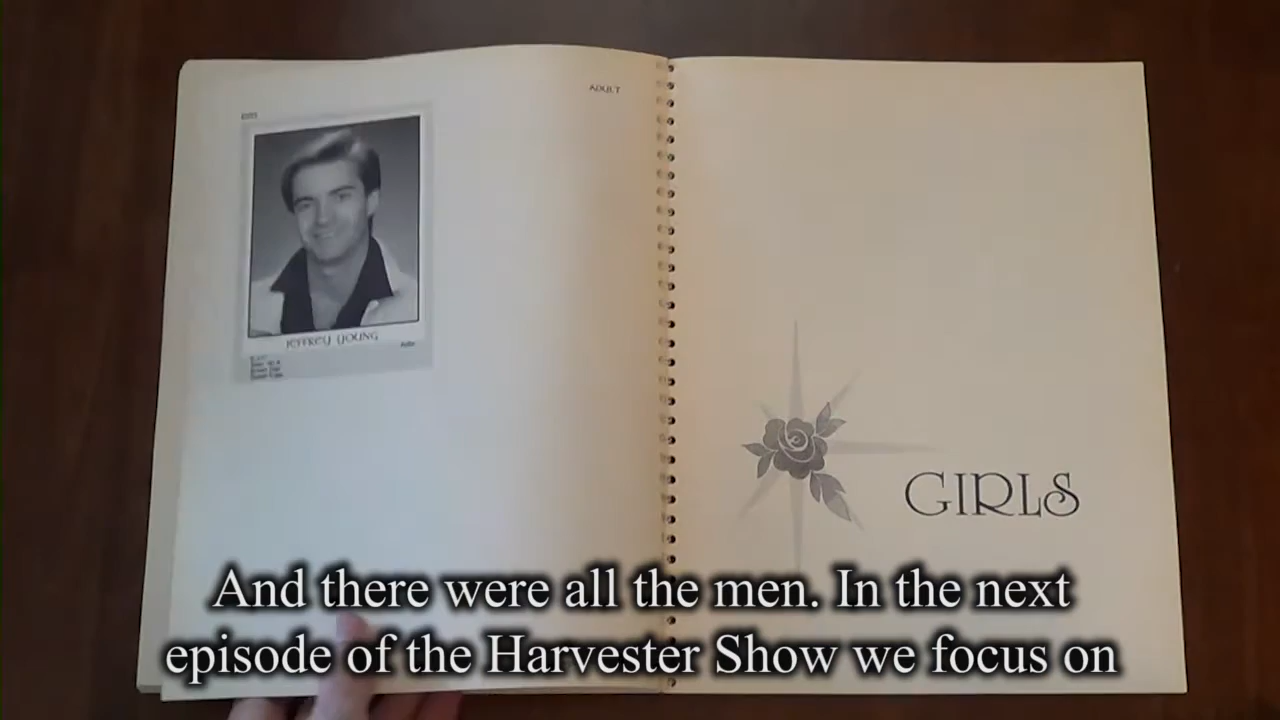 ADULT
JEFFREY YOUNG
GIRLS
And there were all the men. In the next
episode of the Harvester Show we focus on